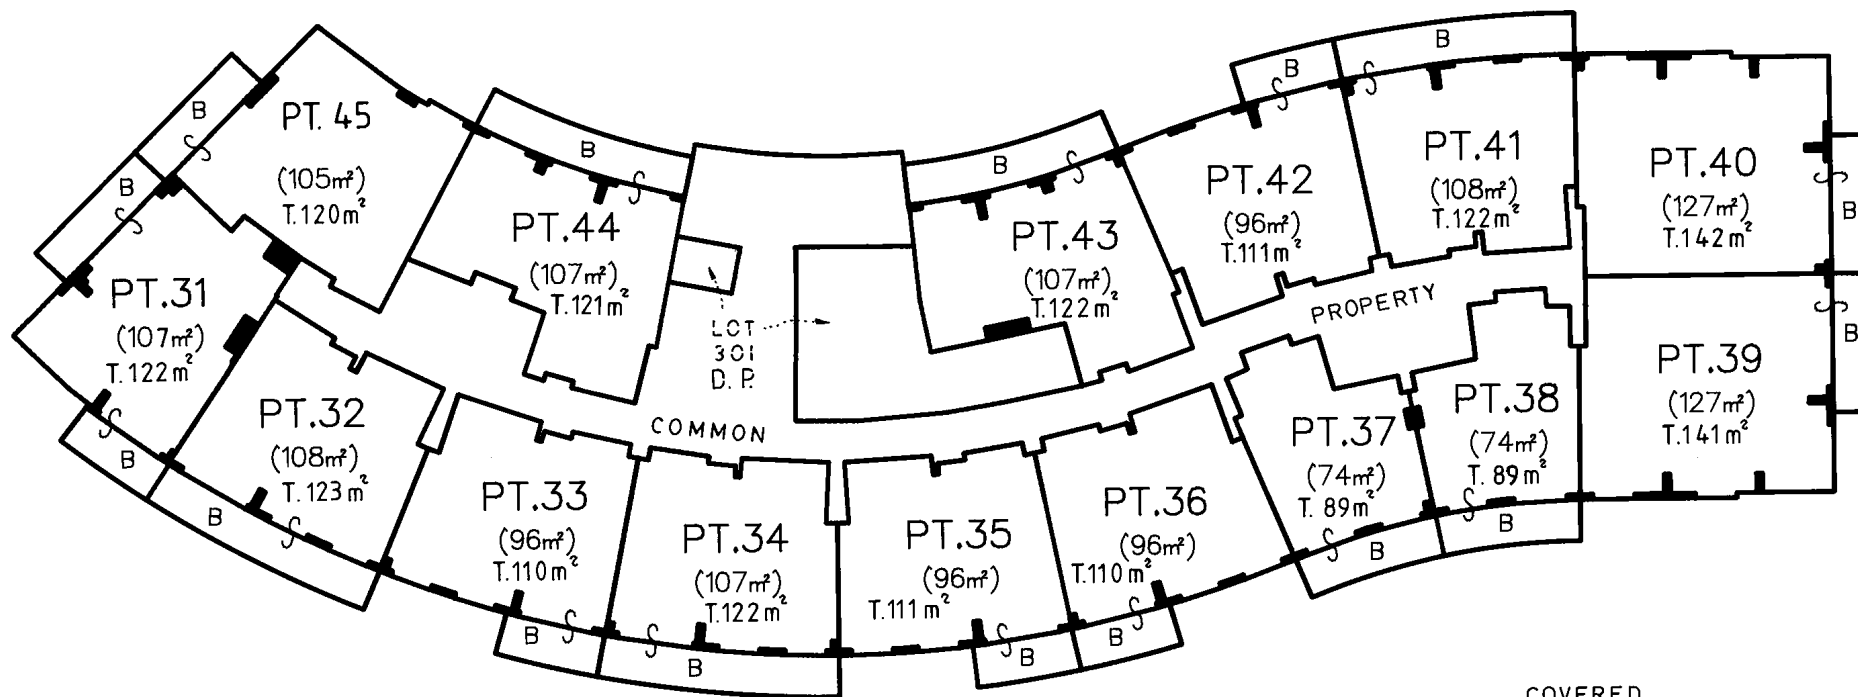 B
PT. 45
(105m²)
T.120m²
B
PT.31
(107m²)
T.122m²
B
PT.44
(107m²)
T.121m²
B
LOT
301
D.P.
B
PT.43
(107m²)
T.122m²
B
PT.42
(96m²)
T.111m²
B
PT.41
(108m²)
T.122m²
PT.40
(127m²)
T.142m²
B
PROPERTY
COMMON
PT.32
(108m²)
T.123m²
B
PT.33
(96m²)
T.110m²
B
PT.34
(107m²)
T.122m²
B
PT.35
(96m²)
T.111m²
B
PT.36
(96m²)
T.110m²
B
PT.37
(74m²)
T. 89m²
B
PT.38
(74m²)
T. 89m²
B
PT.39
(127m²)
T.141m²
B
COVERED